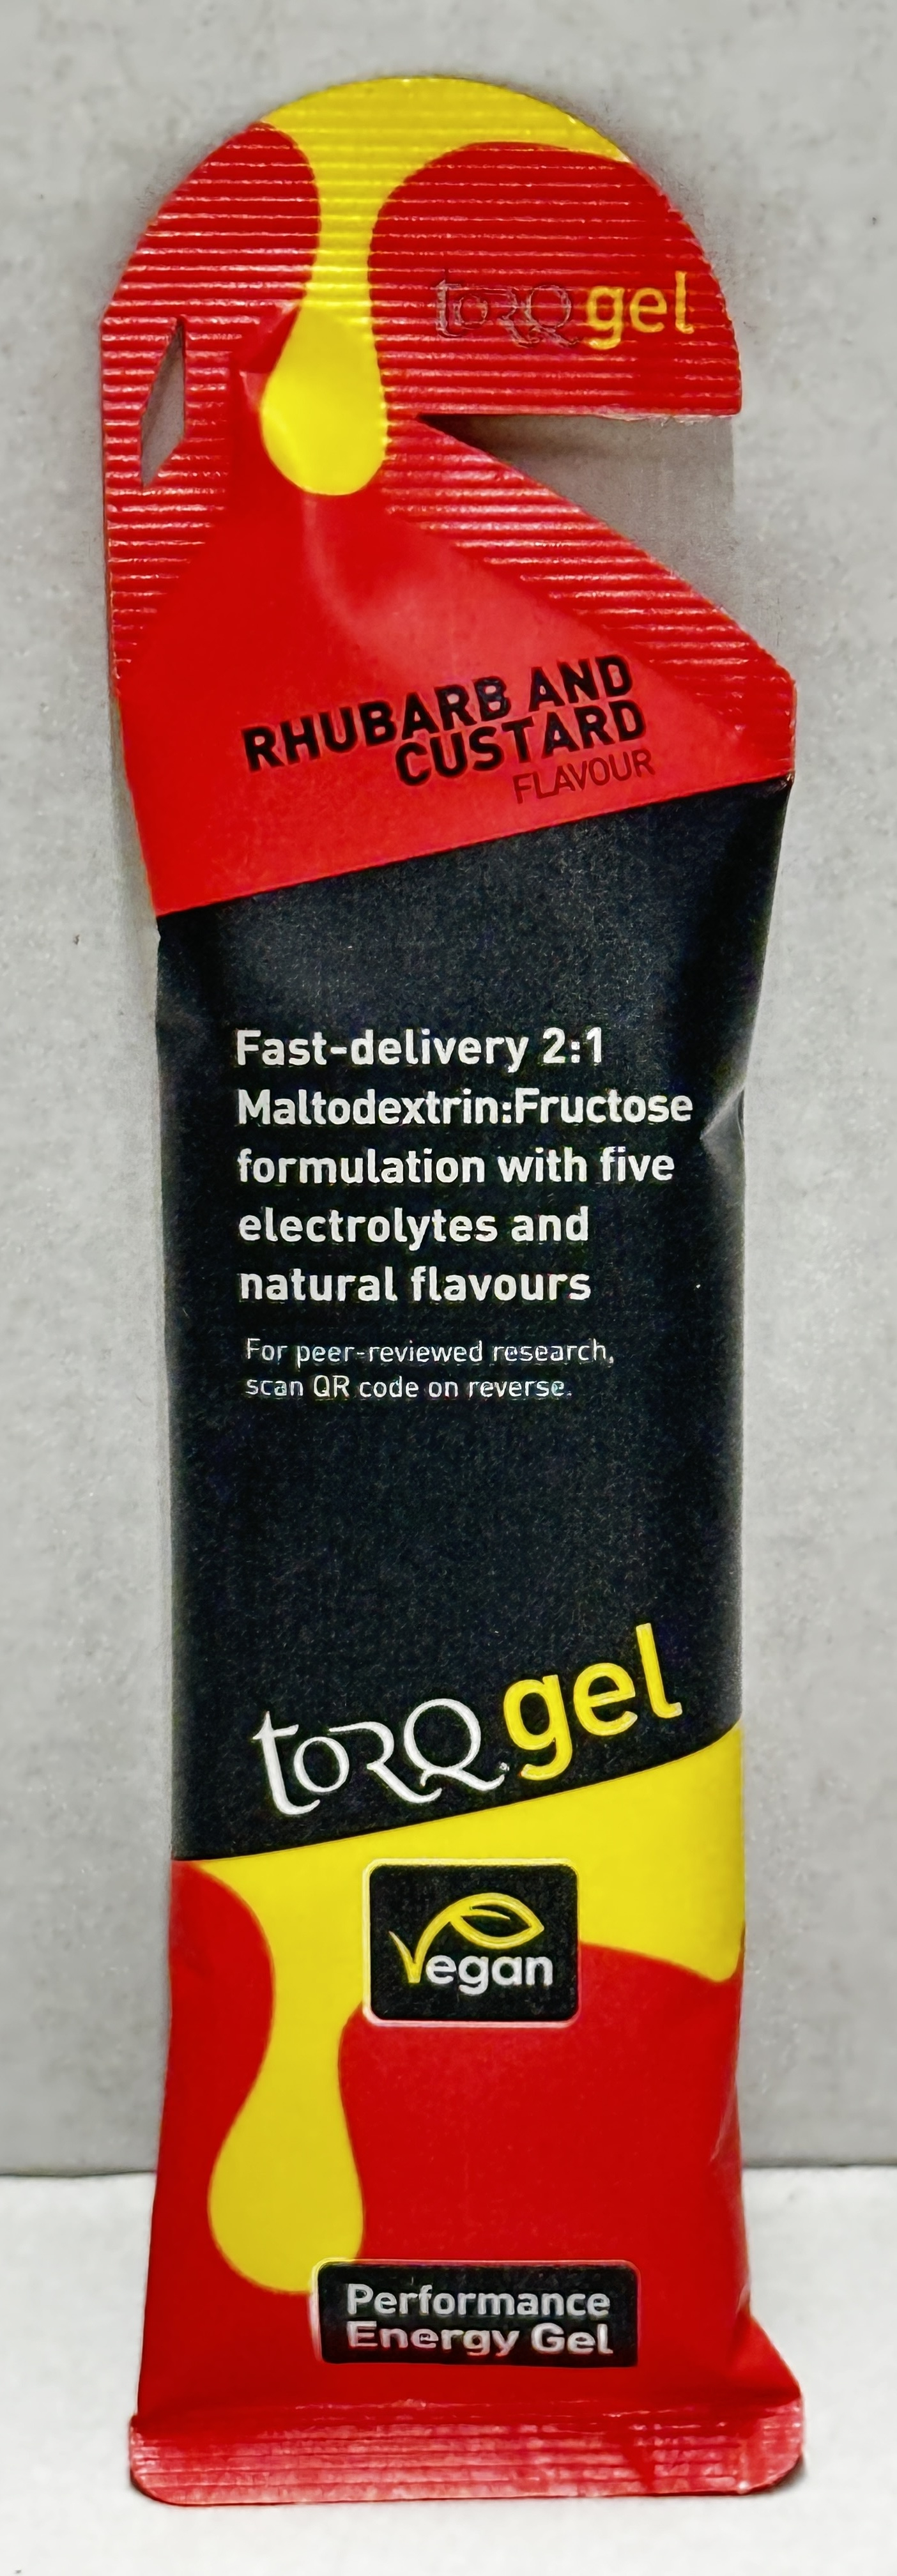 torq gel
RHUBARB AND
CUSTARD
FLAVOUR
Fast-delivery 2:1
Maltodextrin:Fructose
formulation with five
electrolytes and
natural flavours
For peer-reviewed research,
scan QR code on reverse.
torq gel
vegan
Performance
Energy Gel